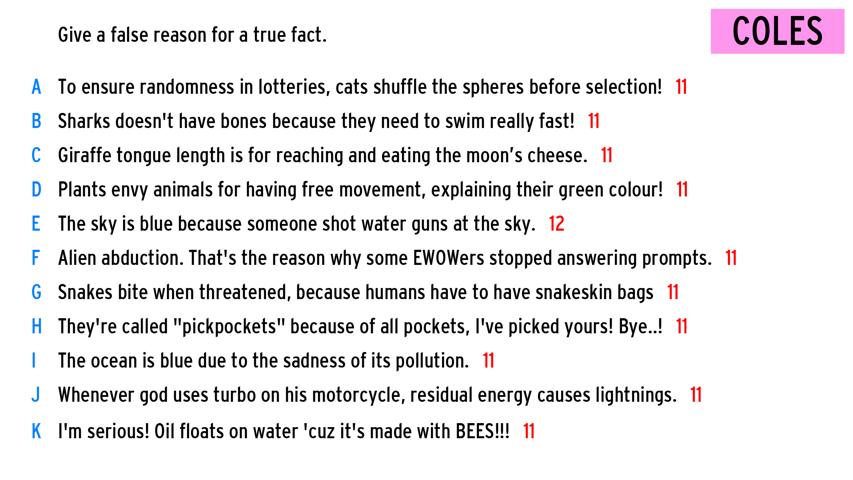 Give a false reason for a true fact.
COLES
A To ensure randomness in lotteries, cats shuffle the spheres before selection! 11
B Sharks doesn't have bones because they need to swim really fast! 11
C Giraffe tongue length is for reaching and eating the moon’s cheese. 11
D Plants envy animals for having free movement, explaining their green colour! 11
E The sky is blue because someone shot water guns at the sky. 12
F Alien abduction. That's the reason why some EWOWers stopped answering prompts. 11
G Snakes bite when threatened, because humans have to have snakeskin bags 11
H They're called "pickpockets" because of all pockets, I've picked yours! Bye..! 11
I The ocean is blue due to the sadness of its pollution. 11
J Whenever god uses turbo on his motorcycle, residual energy causes lightnings. 11
K I'm serious! Oil floats on water 'cuz it's made with BEES!!! 11